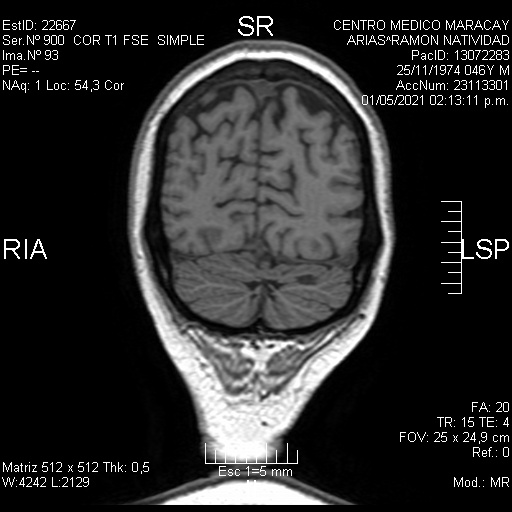 SR
EstID: 22667
Ser.Nº 900 COR T1 FSE SIMPLE
Ima.Nº 93
PE= --
NAq: 1 Loc: 54,3 Cor
CENTRO MEDICO MARACAY
ARIAS^RAMON NATIVIDAD
PacID: 13072283
25/11/1974 046Y M
AccNum: 23113301
01/05/2021 02:13:11 p.m.
RIA
LSP
FA: 20
TR: 15 TE: 4
FOV: 25 x 24,9 cm
Ref.: 0
Matriz 512 x 512 Thk: 0,5
W:4242 L:2129
Esc 1=5 mm
Mod.: MR